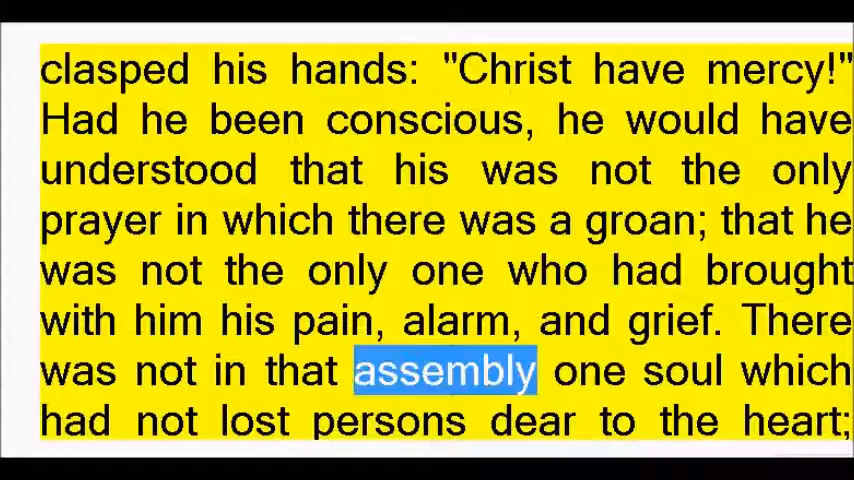 clasped his hands: "Christ have mercy!"
Had he been conscious, he would have
understood that his was not the only
prayer in which there was a groan; that he
was not the only one who had brought
with him his pain, alarm, and grief. There
was not in that assembly one soul which
had not lost persons dear to the heart;